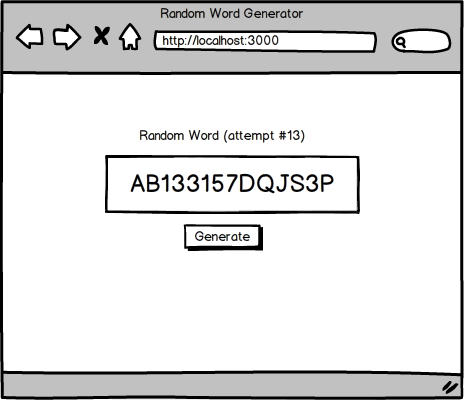 Random Word Generator
http://localhost:3000
Random Word (attempt #13)
AB133157DQJS3P
Generate